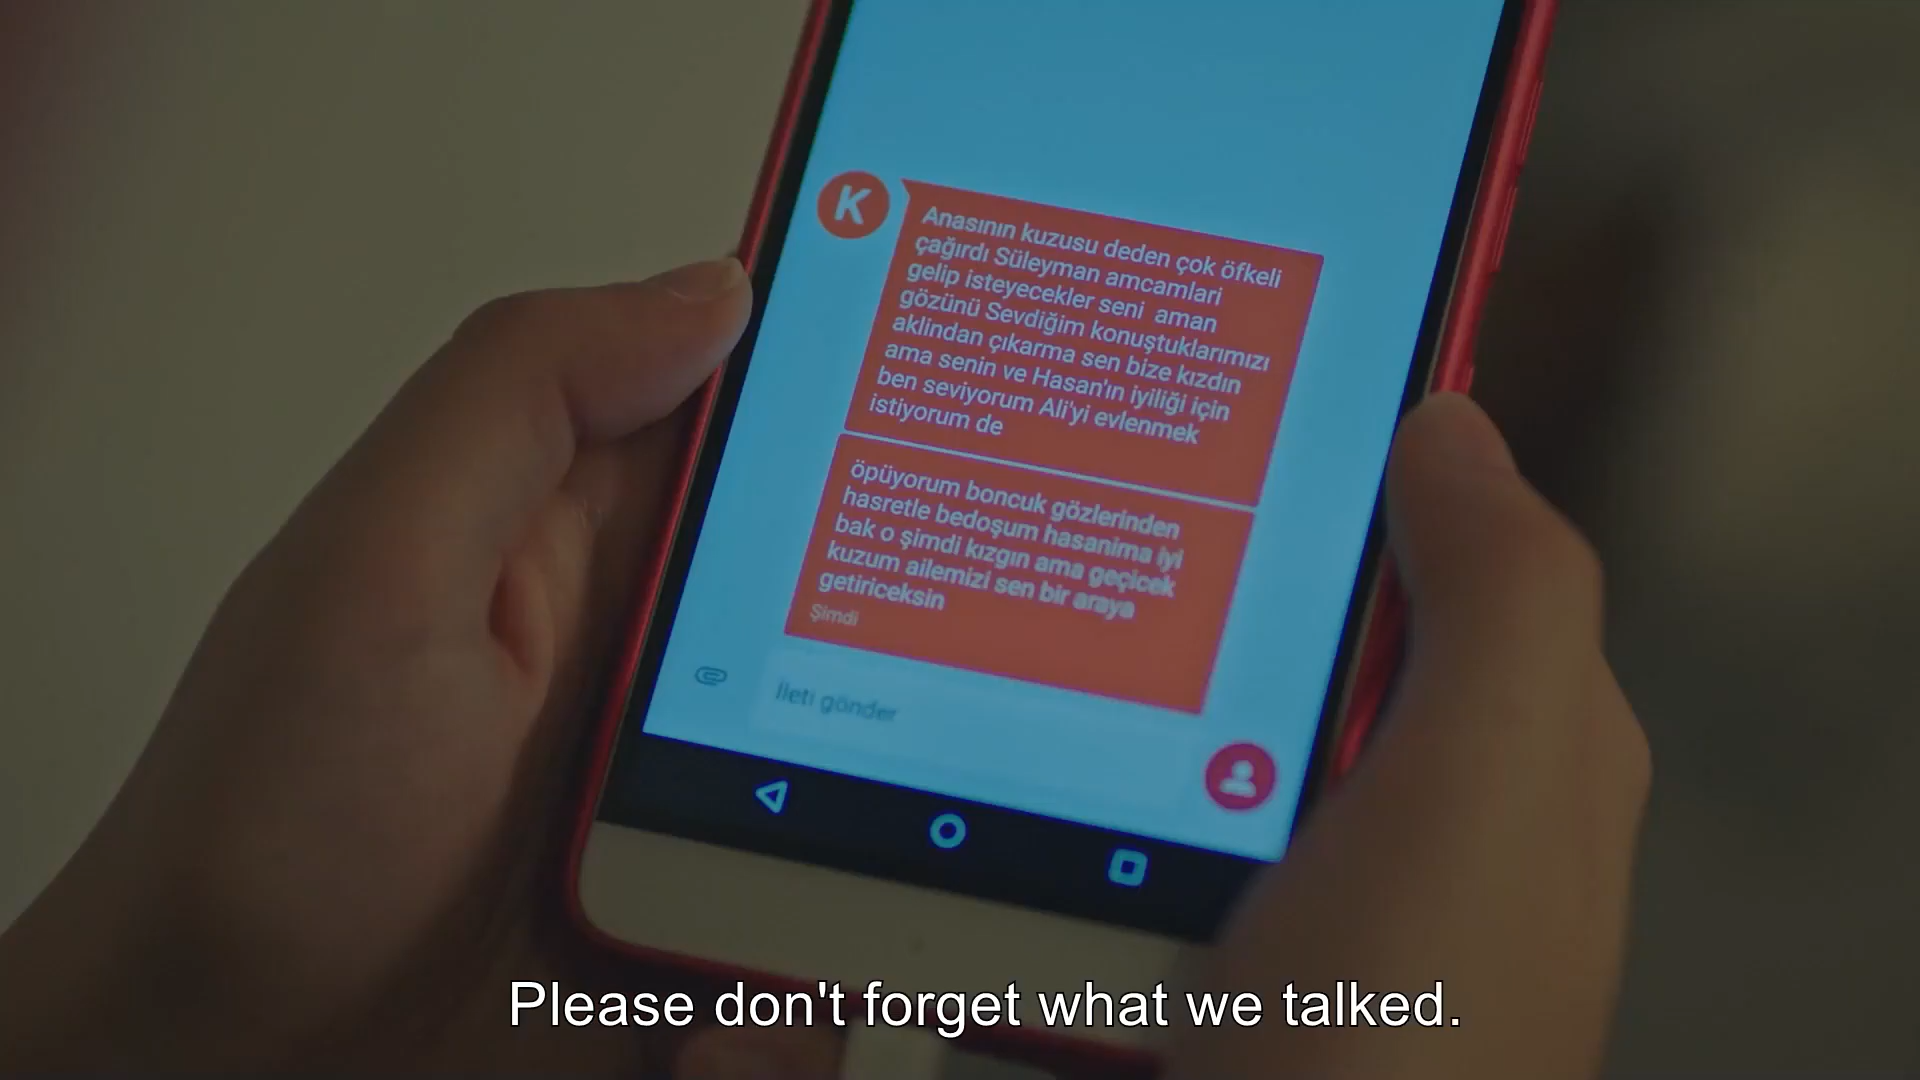 K
Anasının kuzusu deden çok öfkeli
çağırdı Süleyman amcamlari
gelip isteyecekler seni aman
gözünü Sevdiğim konuştuklarımızı
aklindan çıkarma sen bize kızdın
ama senin ve Hasan'ın iyiliği için
ben seviyorum Ali'yi evlenmek
istiyorum de
öpüyorum boncuk gözlerinden
hasretle bedoşum hasanima iyi
bak o şimdi kızgın ama geçicek
kuzum ailemizi sen bir araya
getiriceksin
Şimdi
İleti gönder
Please don't forget what we talked.